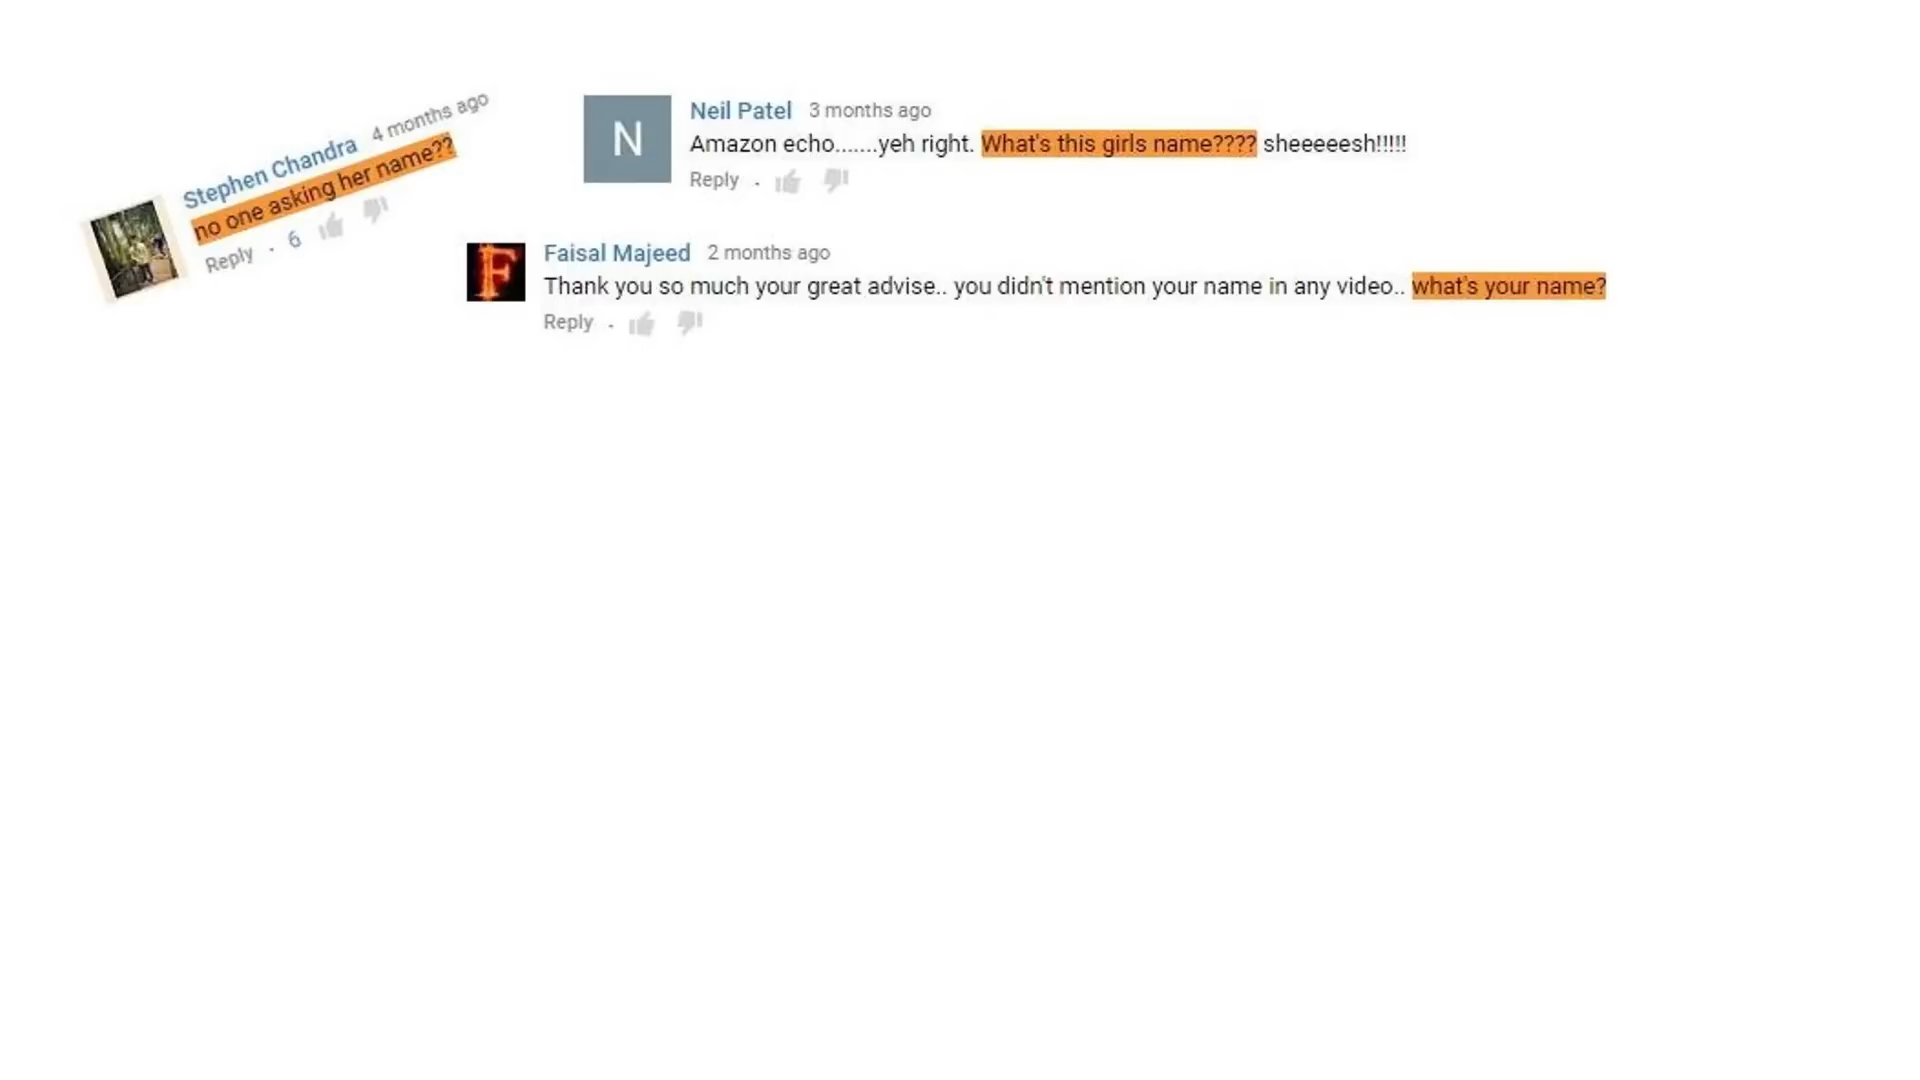 Stephen Chandra 4 months ago
no one asking her name??
Reply . 6
N
Neil Patel 3 months ago
Amazon echo.......yeh right. What's this girls name???? sheeeeesh!!!!!
Reply .
F
Faisal Majeed 2 months ago
Thank you so much your great advise.. you didn't mention your name in any video.. what's your name?
Reply .